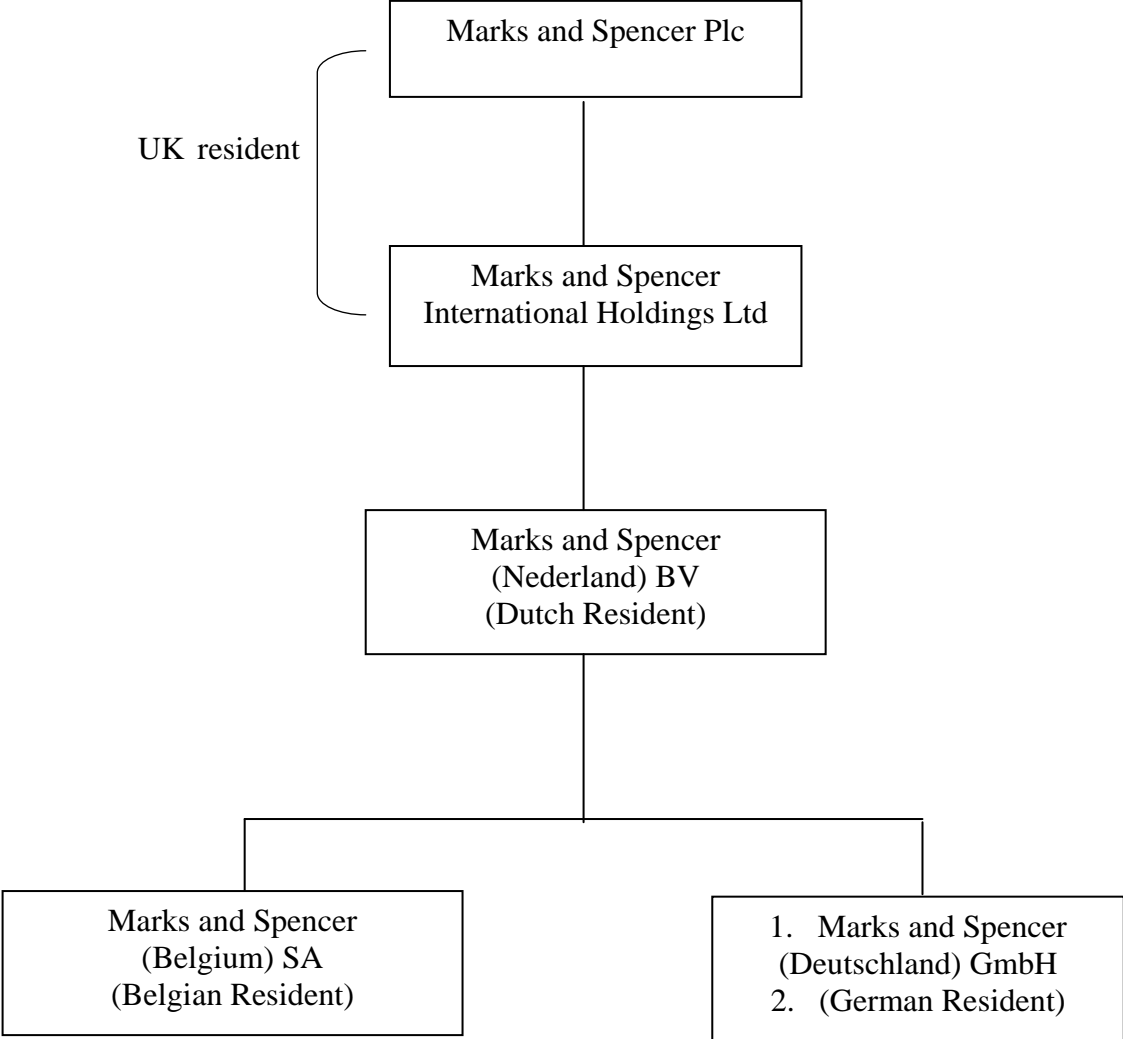 Marks and Spencer Plc
UK resident
Marks and Spencer
International Holdings Ltd
Marks and Spencer
(Nederland) BV
(Dutch Resident)
Marks and Spencer
(Belgium) SA
(Belgian Resident)
1. Marks and Spencer
(Deutschland) GmbH
2. (German Resident)